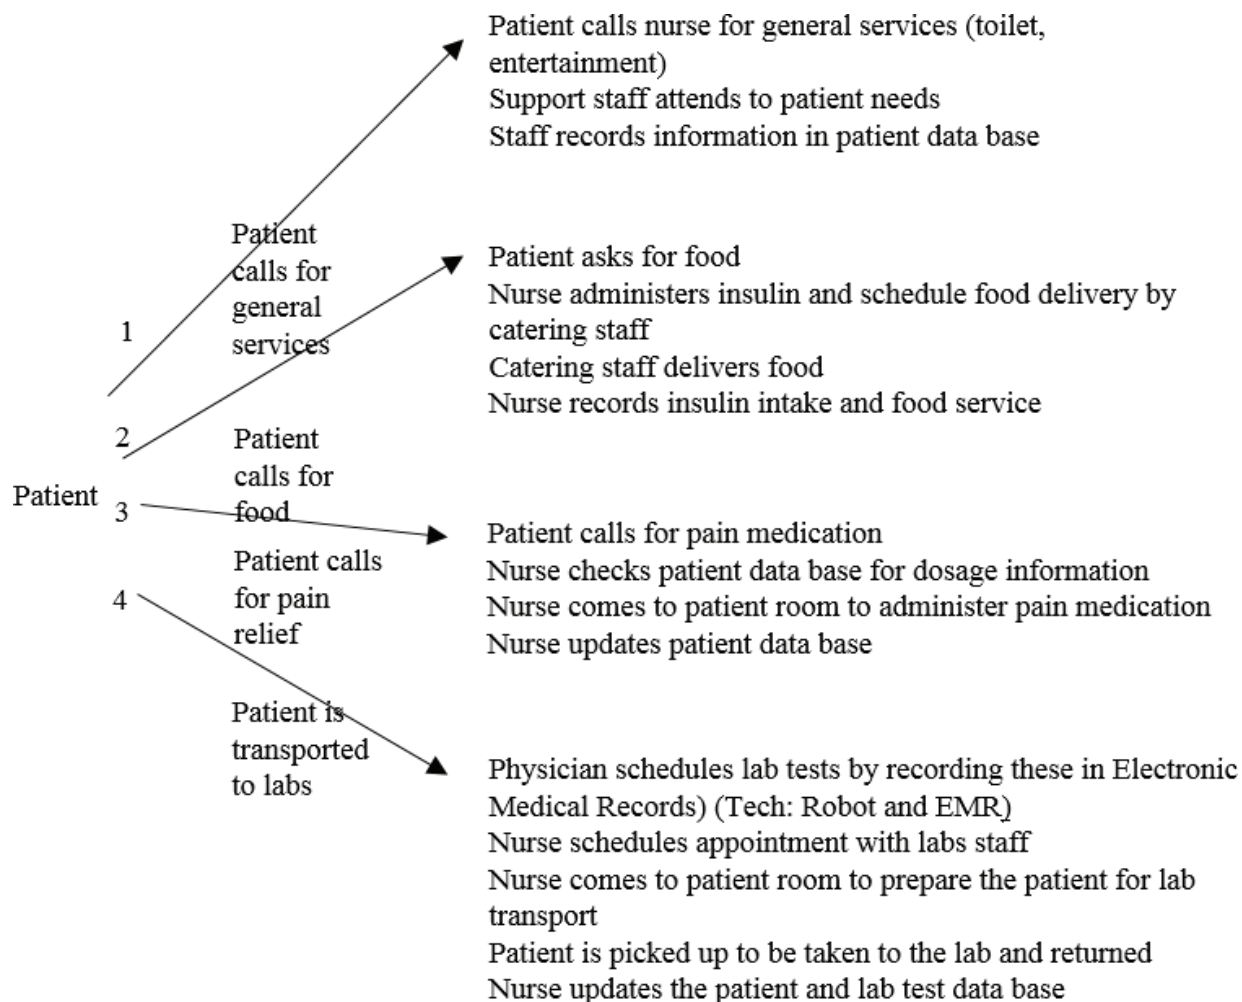 Patient calls nurse for general services (toilet,
entertainment)
Support staff attends to patient needs
Staff records information in patient data base
Patient
calls for
general
services
1
Patient asks for food
Nurse administers insulin and schedule food delivery by
catering staff
Catering staff delivers food
Nurse records insulin intake and food service
2
Patient
calls for
food
Patient
3
Patient calls for pain medication
Nurse checks patient data base for dosage information
Nurse comes to patient room to administer pain medication
Nurse updates patient data base
Patient calls
for pain
relief
4
Patient is
transported
to labs
Physician schedules lab tests by recording these in Electronic
Medical Records) (Tech: Robot and EMR)
Nurse schedules appointment with labs staff
Nurse comes to patient room to prepare the patient for lab
transport
Patient is picked up to be taken to the lab and returned
Nurse updates the patient and lab test data base